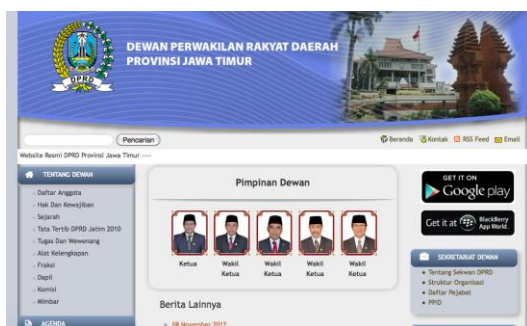 DPRD
DEWAN PERWAKILAN RAKYAT DAERAH
PROVINSI JAWA TIMUR
Pencarian
Beranda Kontak RSS Feed Email
Website Resmi DPRD Provinsi Jawa Timur ----
TENTANG DEWAN
Daftar Anggota
Hak Dan Kewajiban
Sejarah
Tata Tertib DPRD Jatim 2010
Tugas Dan Wewenang
Alat Kelengkapan
Fraksi
Dapil
Komisi
Mimbar
AGENDA
Pimpinan Dewan
Ketua
Wakil Ketua
Wakil Ketua
Wakil Ketua
Wakil Ketua
Berita Lainnya
08 November 2017
GET IT ON
Google play
Get it at BlackBerry
App World
SEKRETARIAT DEWAN
Tentang Sekwan DPRD
Struktur Organisasi
Daftar Pejabat
PPID